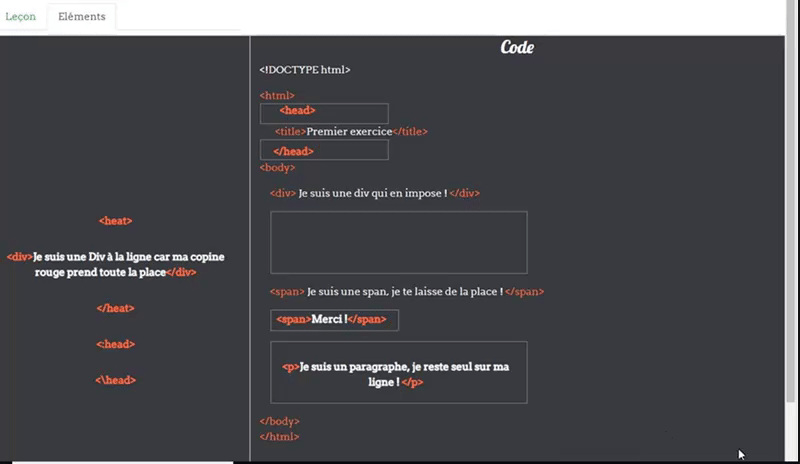 Leçon
Eléments
Code
<!DOCTYPE html>
<html>
<head>
<title>Premier exercice</title>
</head>
<body>
<div> Je suis une div qui en impose ! </div>
<heat>
<div>Je suis une Div à la ligne car ma copine
rouge prend toute la place</div>
</heat>
<:head>
<\head>
<span> Je suis une span, je te laisse de la place ! </span>
<span>Merci !</span>
<p>Je suis un paragraphe, je reste seul sur ma
ligne ! </p>
</body>
</html>